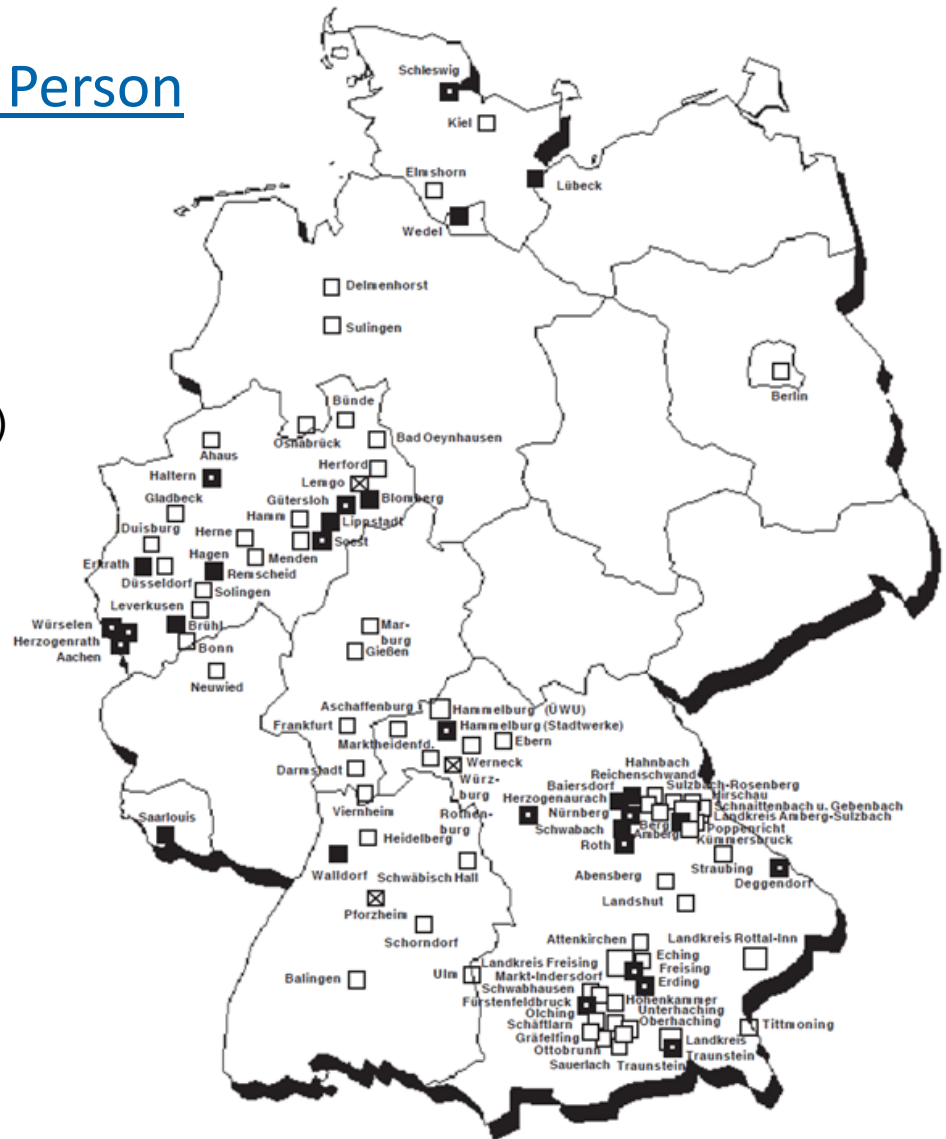 Person
)
Schleswig
Kiel
Elmshorn
Lübeck
Wedel
Delmenhorst
Sulingen
Berlin
Bünde
Osnabrück
Bad Oeynhausen
Ahaus
Herford
Haltern
Lemgo
Blomberg
Gladbeck
Gütersloh
Hamm
Lippstadt
Duisburg
Herne
Soest
Hagen
Menden
Erkrath
Remscheid
Düsseldorf
Solingen
Leverkusen
Würselen
Brühl
Herzogenrath
Bonn
Aachen
Neuwied
Mar-
burg
Gießen
Aschaffenburg
Hammelburg (ÜWU)
Frankfurt
Hammelburg (Stadtwerke)
Marktheidenfd.
Ebern
Werneck
Darmstadt
Würz-
burg
Viernheim
Rothen-
burg
Hahnbach
Reichenschwand
Baiersdorf
Sulzbach-Rosenberg
Herzogenaurach
Hirschau
Schnaittenbach u. Gebenbach
Nürnberg
Landkreis Amberg-Sulzbach
Schwabach
Berg
Poppenricht
Amberg
Kümmersbruck
Roth
Saarlouis
Heidelberg
Walldorf
Schwäbisch Hall
Straubing
Deggendorf
Abensberg
Landshut
Pforzheim
Schorndorf
Attenkirchen
Landkreis Rottal-Inn
Balingen
Ulm
Landkreis Freising
Eching
Markt-Indersdorf
Freising
Schwabhausen
Erding
Fürstenfeldbruck
Hohenkammer
Olching
Unterhaching
Schäftlarn
Oberhaching
Tittmoning
Gräfelfing
Landkreis
Traunstein
Ottobrunn
Sauerlach
Traunstein